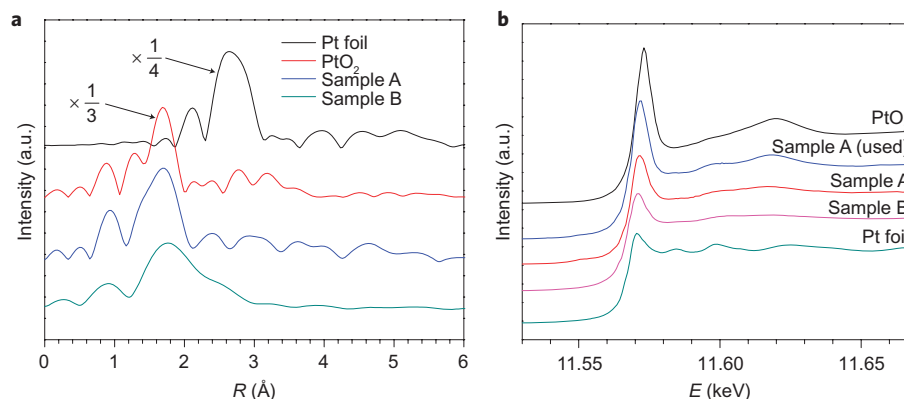 a
× 1/4
× 1/3
Pt foil
PtO2
Sample A
Sample B
Intensity (a.u.)
0 1 2 3 4 5 6
R (Å)
b
PtO
Sample A (used)
Sample A
Sample B
Pt foi
Intensity (a.u.)
11.55 11.60 11.65
E (keV)